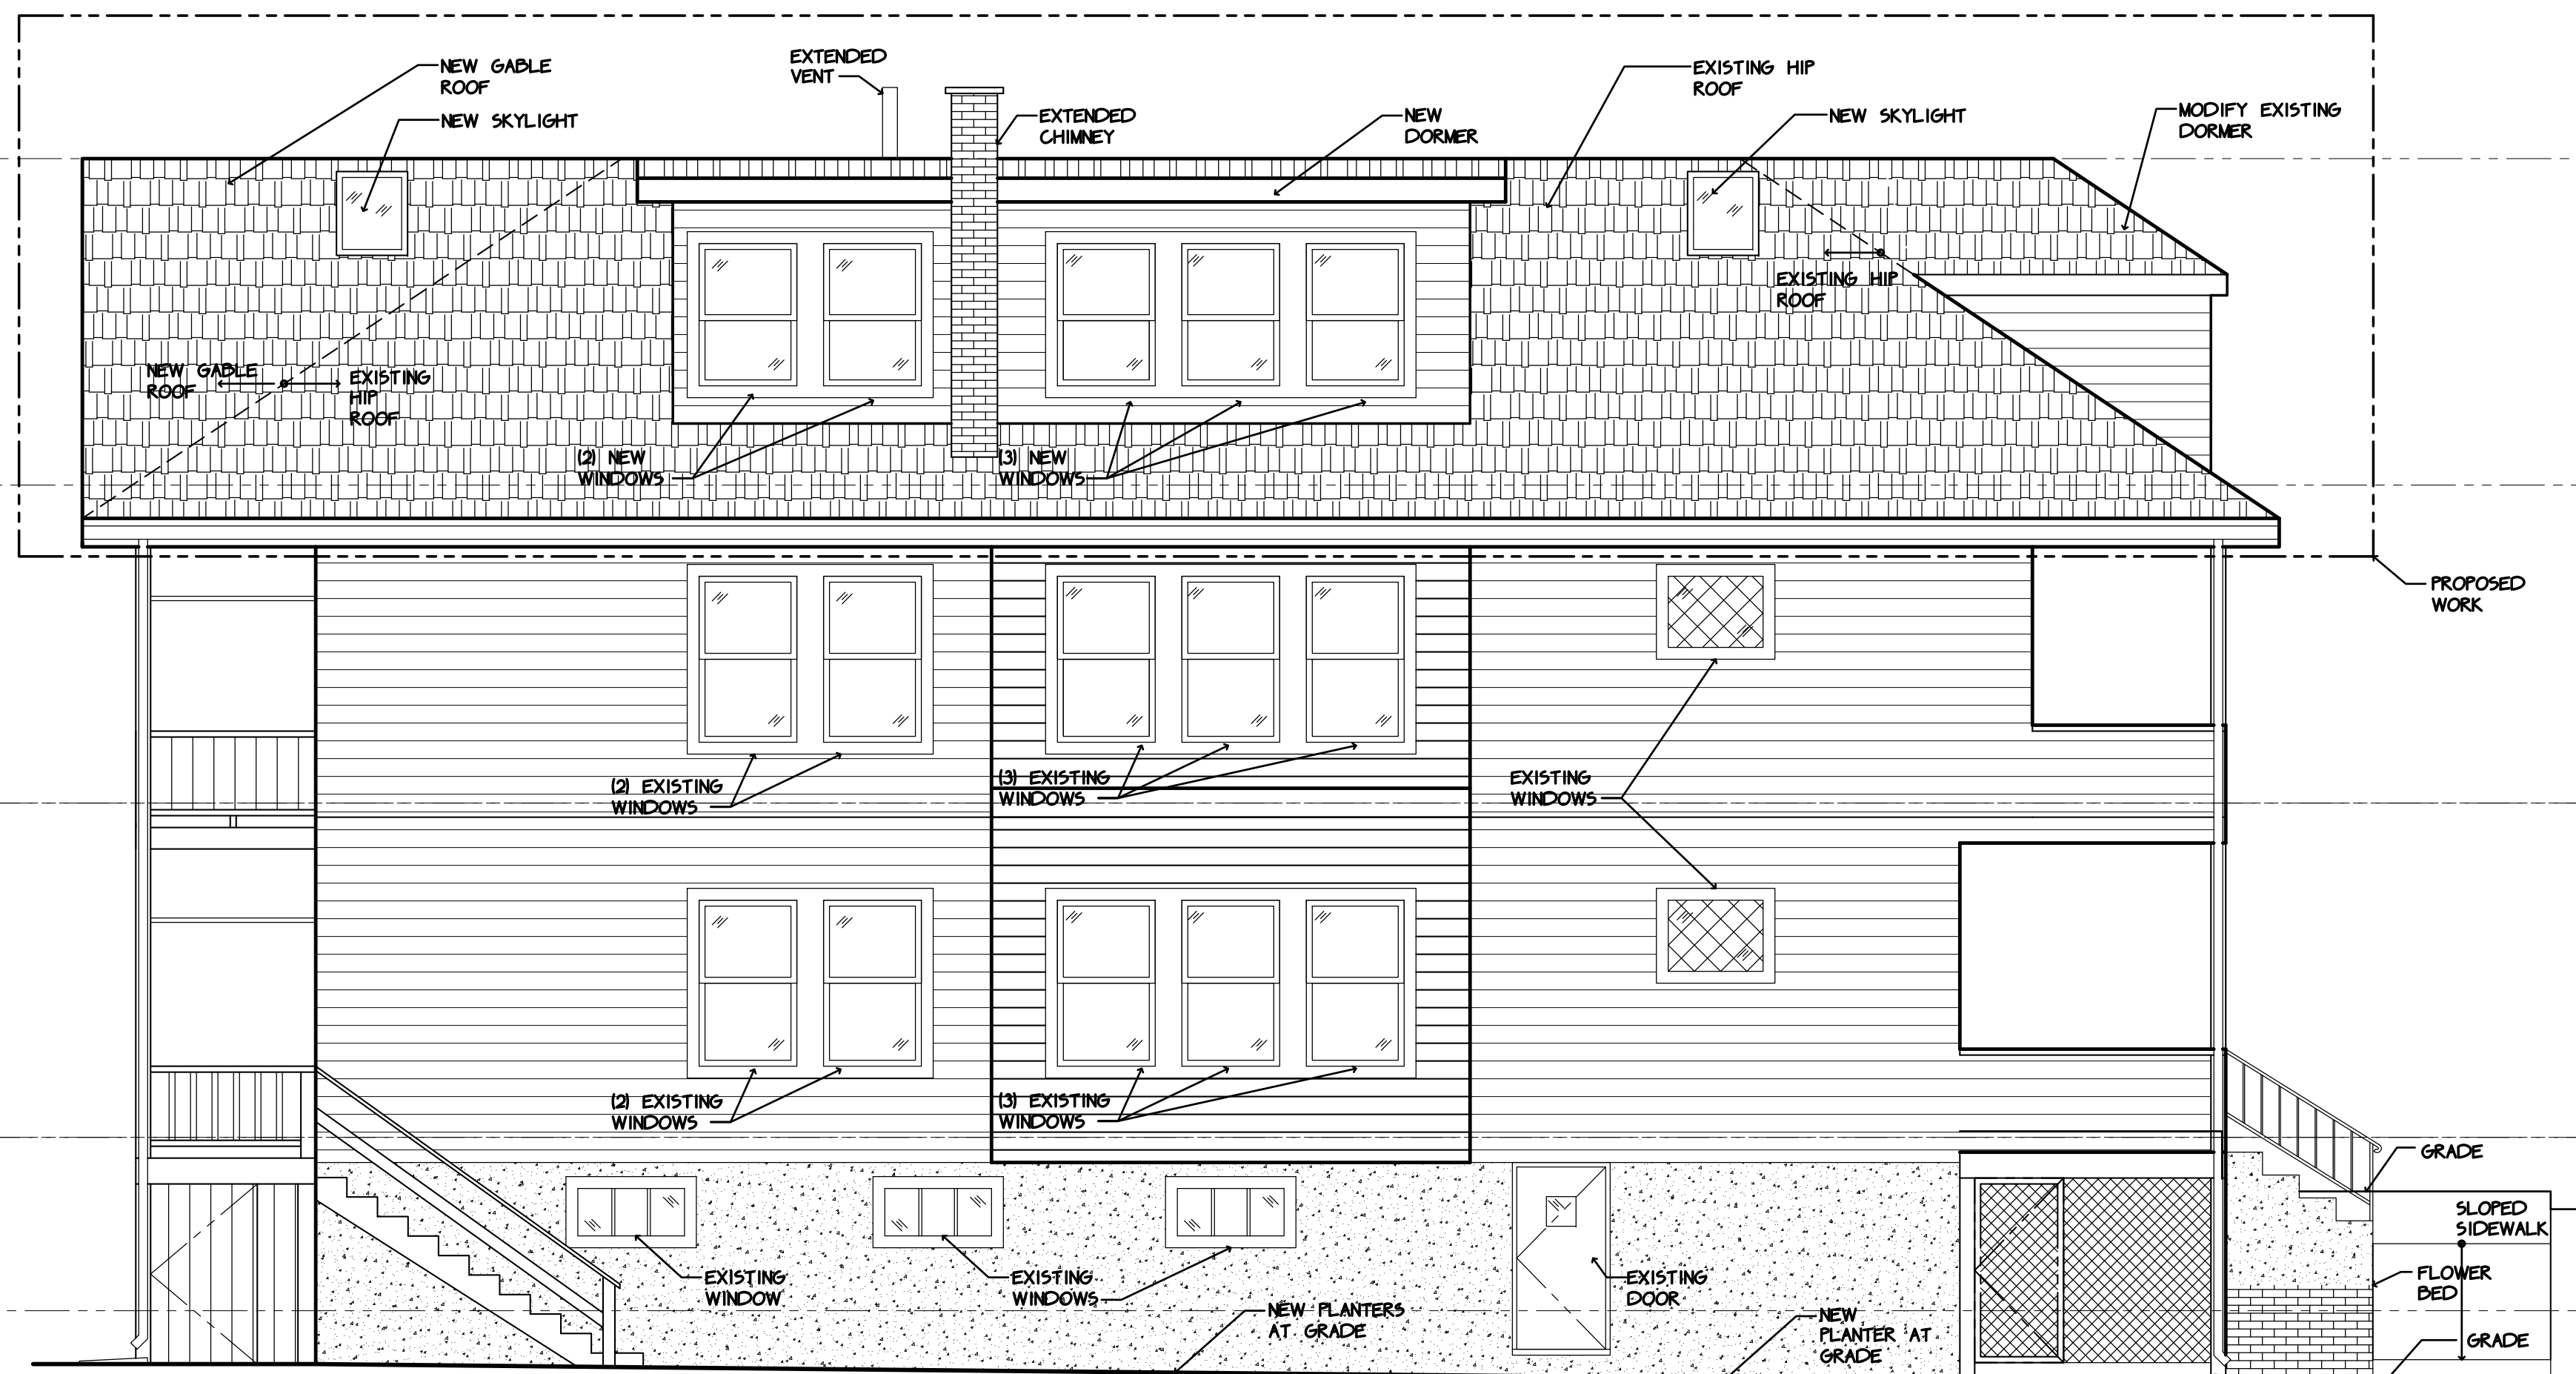 NEW GABLE
ROOF
NEW SKYLIGHT
EXTENDED
VENT
EXTENDED
CHIMNEY
NEW
DORMER
EXISTING HIP
ROOF
NEW SKYLIGHT
MODIFY EXISTING
DORMER
EXISTING HIP
ROOF
NEW GABLE
ROOF
EXISTING
HIP
ROOF
(2) NEW
WINDOWS
(3) NEW
WINDOWS
PROPOSED
WORK
(2) EXISTING
WINDOWS
(3) EXISTING
WINDOWS
EXISTING
WINDOWS
(2) EXISTING
WINDOWS
(3) EXISTING
WINDOWS
GRADE
SLOPED
SIDEWALK
EXISTING
WINDOW
EXISTING
WINDOWS
EXISTING
DOOR
FLOWER
BED
NEW PLANTERS
AT GRADE
NEW
PLANTER AT
GRADE
GRADE